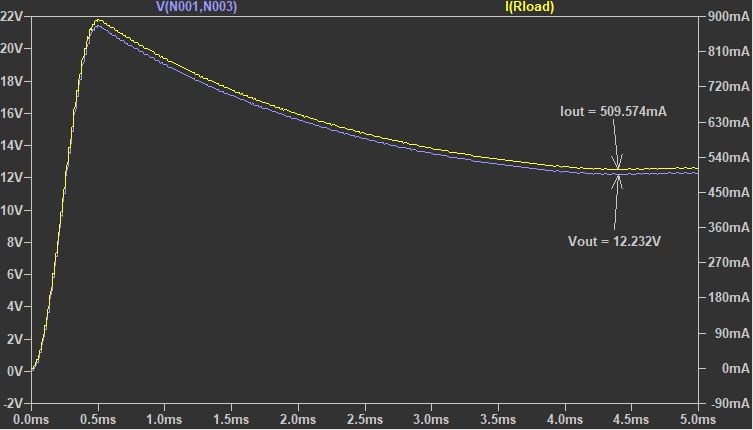 V(N001,N003) I(Rload)
22V 900mA
20V 810mA
18V 720mA
16V 630mA
Iout = 509.574mA
14V 540mA
12V 450mA
10V 360mA
Vout = 12.232V
8V 270mA
6V 180mA
4V 90mA
2V 0mA
0V -90mA
-2V
0.0ms 0.5ms 1.0ms 1.5ms 2.0ms 2.5ms 3.0ms 3.5ms 4.0ms 4.5ms 5.0ms